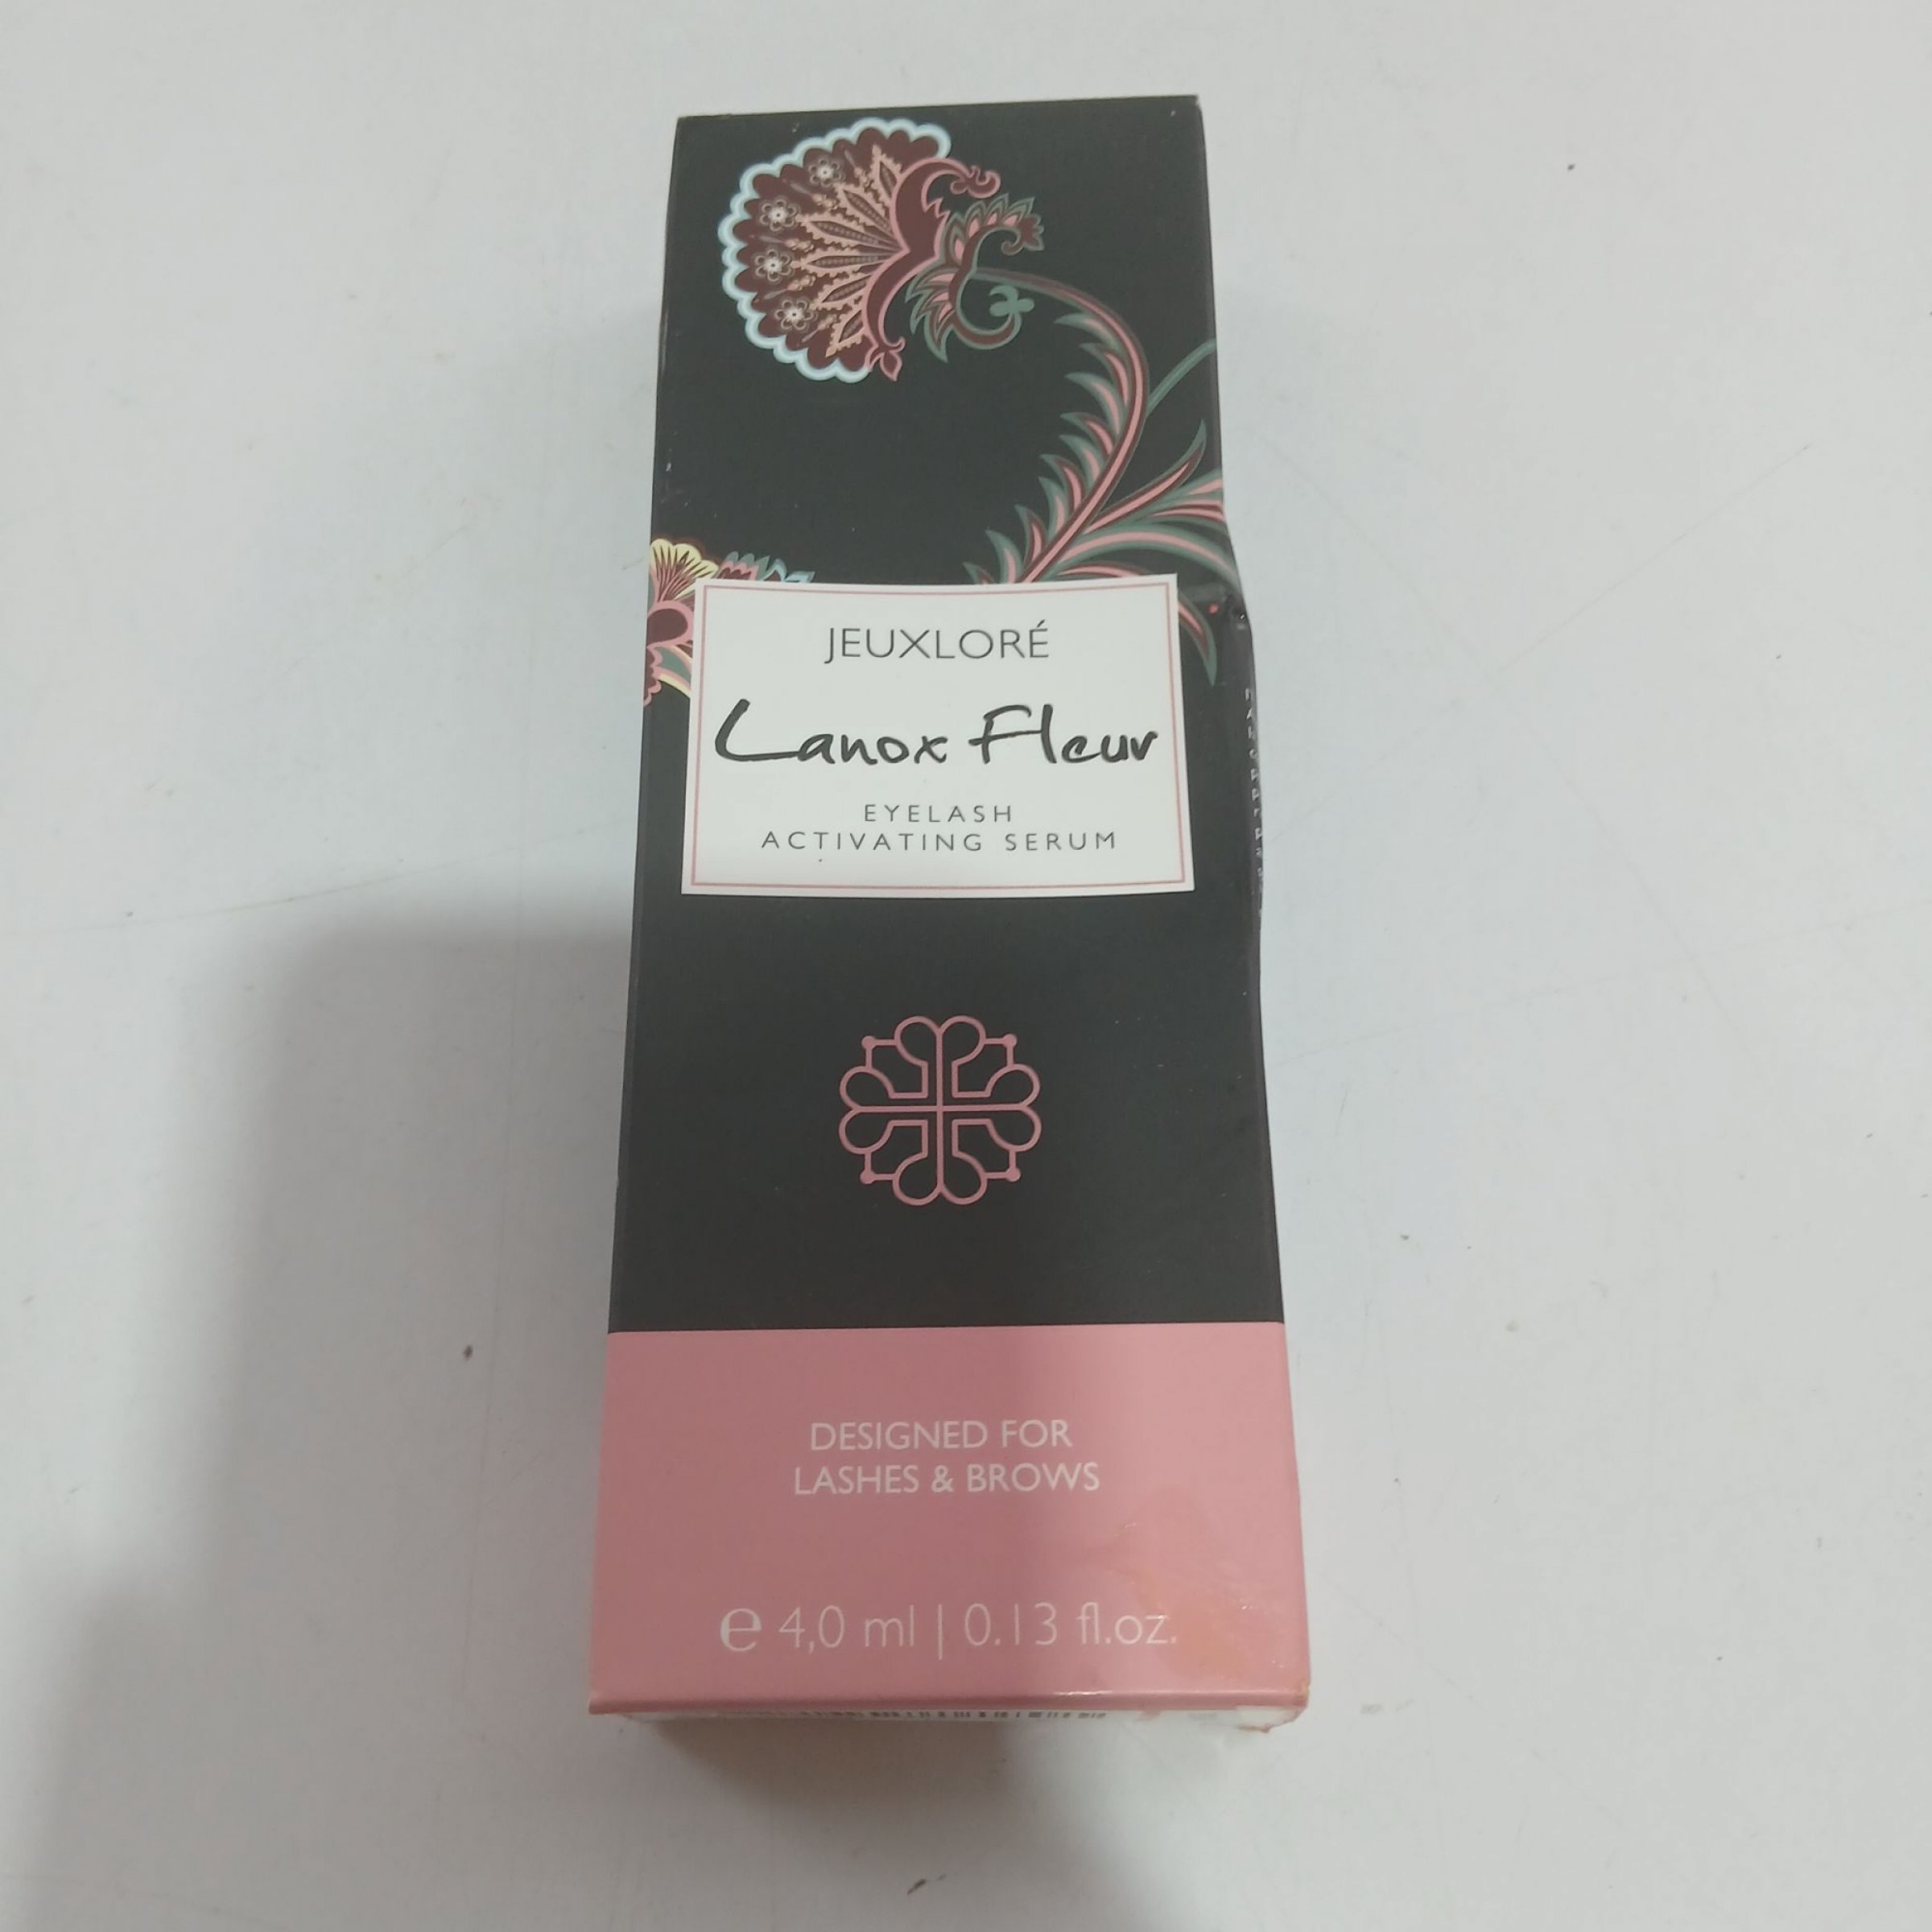 JEUXLORÉ
Lanox Fleur
EYELASH
ACTIVATING SERUM
DESIGNED FOR
LASHES & BROWS
e 4,0 ml | 0.13 fl.oz.